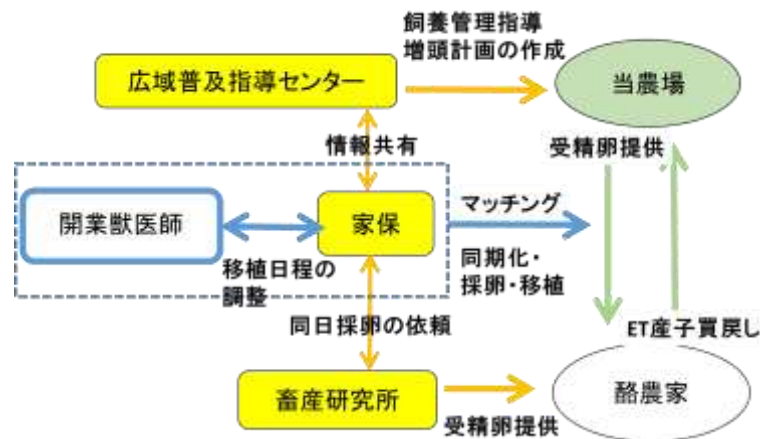 飼養管理指導
増頭計画の作成
広域普及指導センター
当農場
情報共有
受精卵提供
開業獣医師
家保
マッチング
移植日程の
調整
同期化・
採卵・移植
同日採卵の依頼
ET産子買戻し
畜産研究所
酪農家
受精卵提供